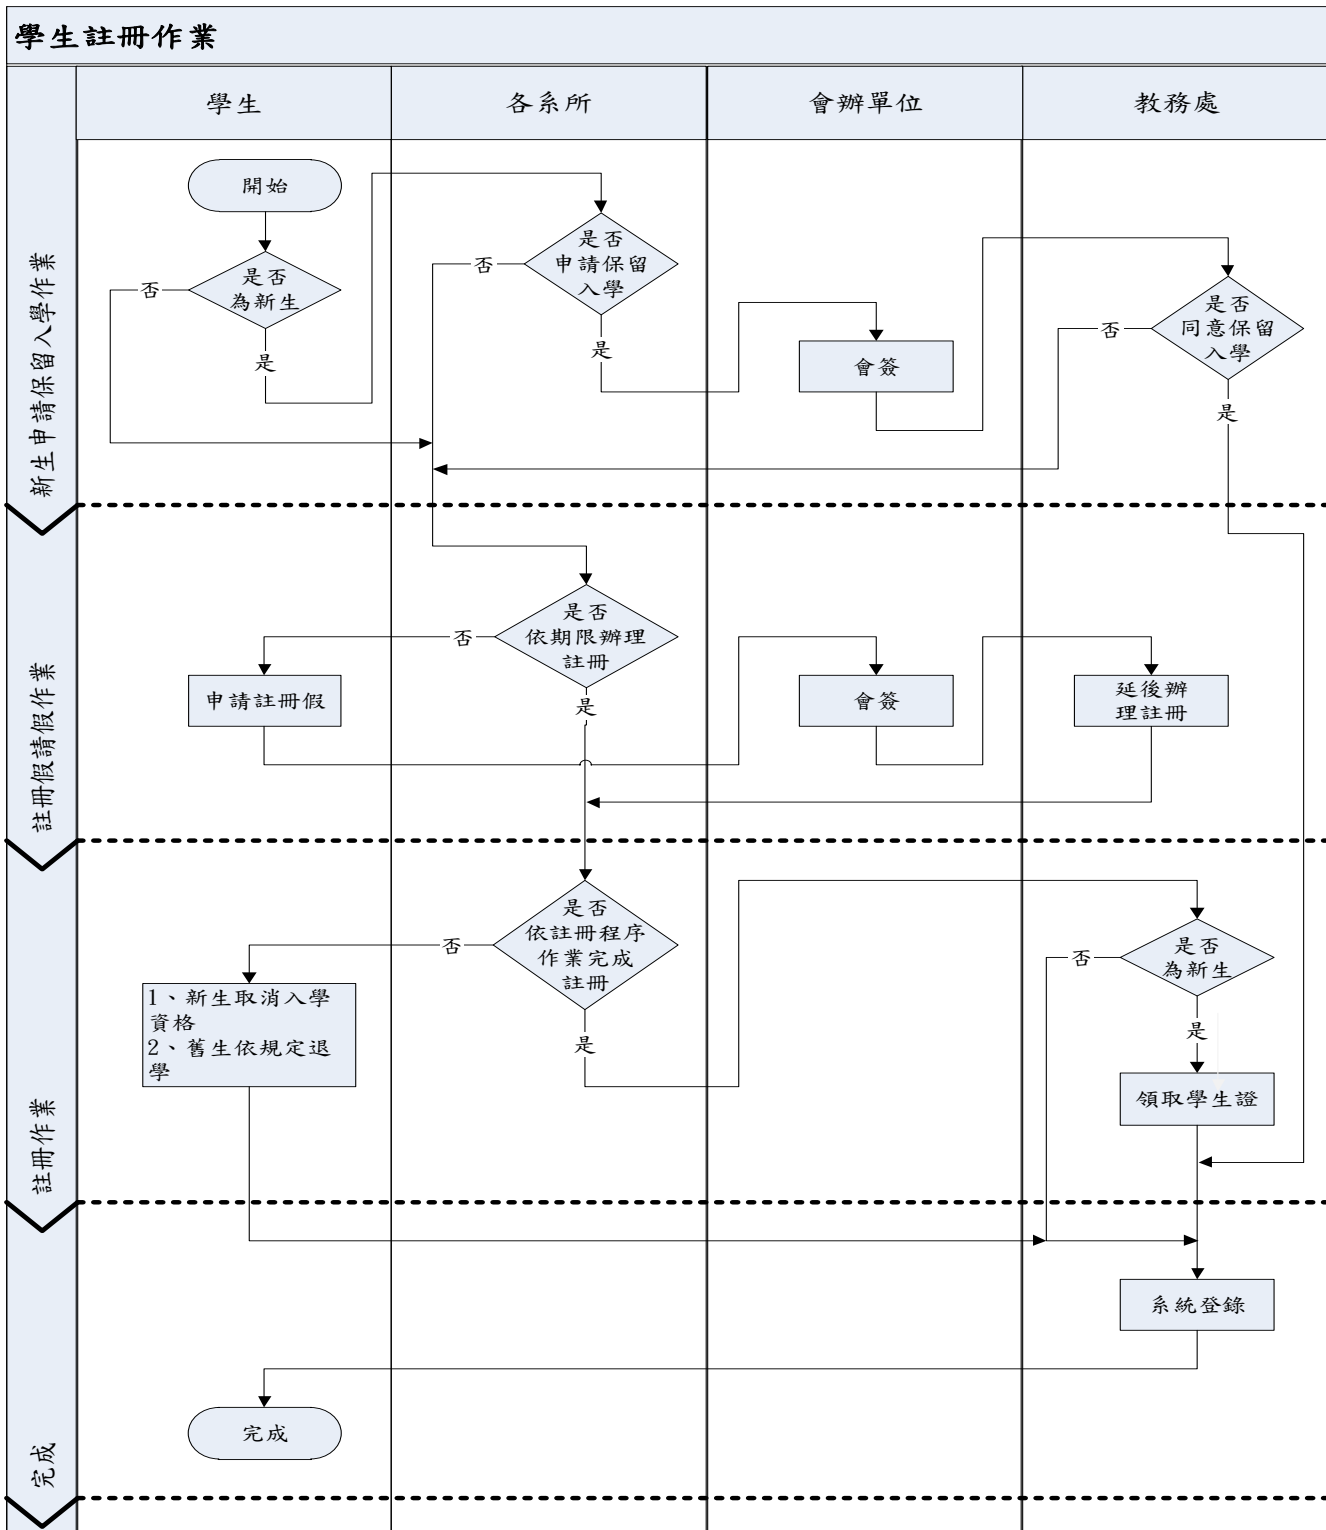 學生註冊作業
學生
各系所
會辦單位
教務處
新生申請保留入學作業
開始
是否
為新生
否
是
是否
申請保留
入學
否
是
會簽
是否
同意保留
入學
否
是
註冊假請假作業
是否
依期限辦理
註冊
否
是
申請註冊假
會簽
延後辦
理註冊
註冊作業
是否
依註冊程序
作業完成
註冊
否
是
1、新生取消入學
資格
2、舊生依規定退
學
是否
為新生
否
是
領取學生證
完成
系統登錄
完成